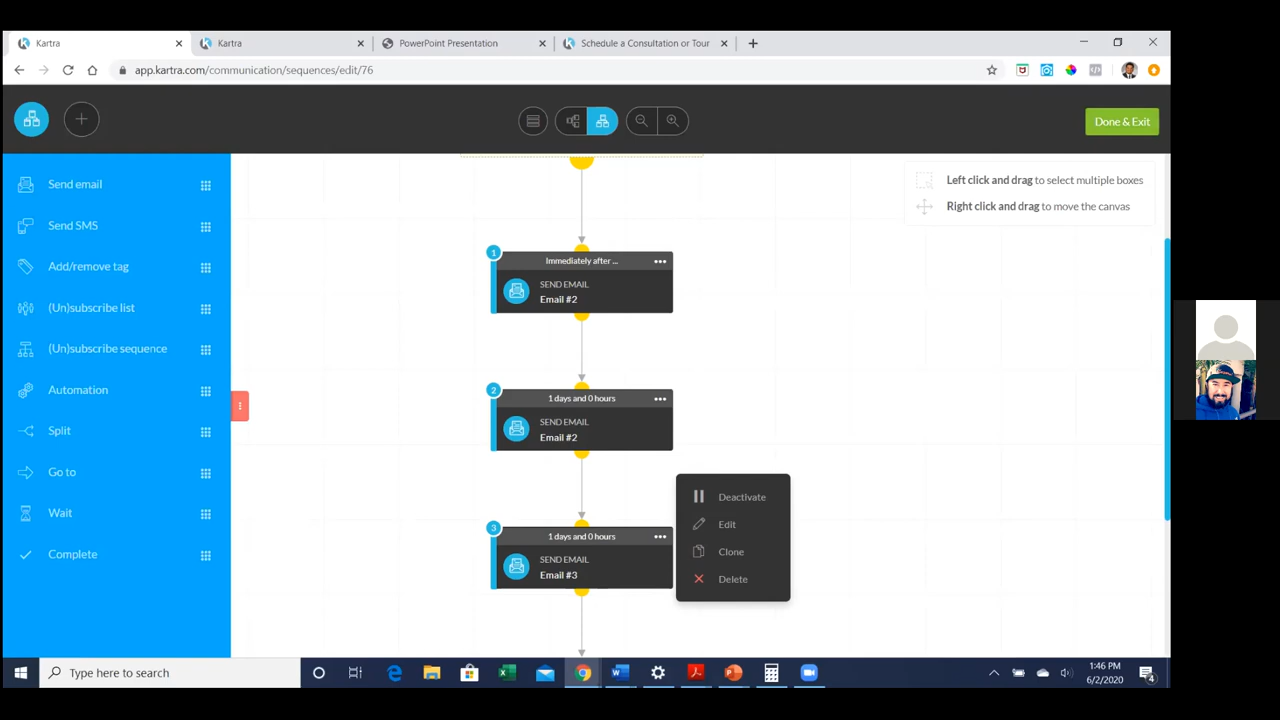 Kartra
Kartra
PowerPoint Presentation
Schedule a Consultation or Tour
app.kartra.com/communication/sequences/edit/76
Done & Exit
Send email
Send SMS
Add/remove tag
(Un)subscribe list
(Un)subscribe sequence
Automation
Split
Go to
Wait
Complete
Left click and drag to select multiple boxes
Right click and drag to move the canvas
1
Immediately after ...
SEND EMAIL
Email #2
2
1 days and 0 hours
SEND EMAIL
Email #2
3
1 days and 0 hours
SEND EMAIL
Email #3
Deactivate
Edit
Clone
Delete
Type here to search
1:46 PM
6/2/2020
4